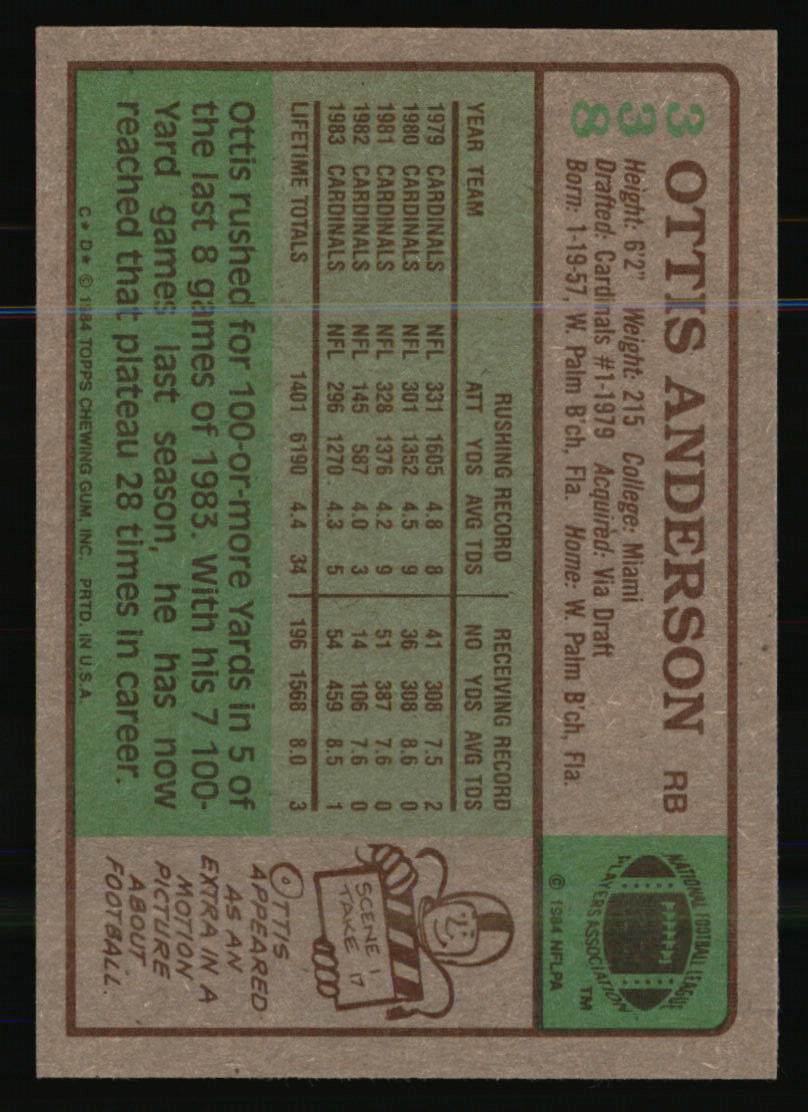 338
OTTIS ANDERSON RB
Height: 6'2" Weight: 215 College: Miami
Drafted: Cardinals #1-1979 Acquired: Via Draft
Born: 1-19-57, W. Palm B'ch, Fla. Home: W. Palm B'ch, Fla.
NATIONAL FOOTBALL LEAGUE
PLAYERS ASSOCIATION
TM
© 1984 NFLPA
RUSHING RECORD RECEIVING RECORD
YEAR TEAM ATT YDS AVG TDS NO YDS AVG TDS
1979 CARDINALS NFL 331 1605 4.8 8 41 308 7.5 2
1980 CARDINALS NFL 301 1352 4.5 9 36 308 8.6 0
1981 CARDINALS NFL 328 1376 4.2 9 51 387 7.6 0
1982 CARDINALS NFL 145 587 4.0 3 14 106 7.6 0
1983 CARDINALS NFL 296 1270 4.3 5 54 459 8.5 1
LIFETIME TOTALS 1401 6190 4.4 34 196 1568 8.0 3
Ottis rushed for 100-or-more Yards in 5 of
the last 8 games of 1983. With his 7 100-
Yard games last season, he has now
reached that plateau 28 times in career.
C★ D★ © 1984 TOPPS CHEWING GUM, INC. PRTD. IN U.S.A.
SCENE 1
TAKE 17
OTTIS
APPEARED
AS AN
EXTRA IN A
MOTION
PICTURE
ABOUT
FOOTBALL.